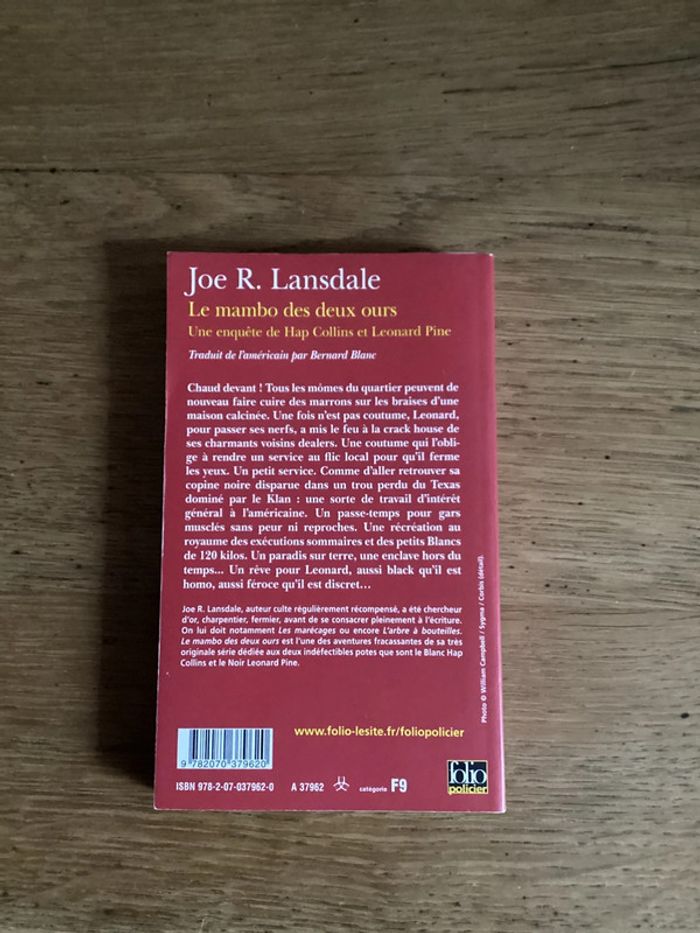 Joe R. Lansdale
Le mambo des deux ours
Une enquête de Hap Collins et Leonard Pine
Traduit de l'américain par Bernard Blanc
Chaud devant ! Tous les mômes du quartier peuvent de
nouveau faire cuire des marrons sur les braises d'une
maison calcinée. Une fois n'est pas coutume, Leonard,
pour passer ses nerfs, a mis le feu à la crack house de
ses charmants voisins dealers. Une coutume qui l'obli-
ge à rendre un service au flic local pour qu'il ferme
les yeux. Un petit service. Comme d'aller retrouver sa
copine noire disparue dans un trou perdu du Texas
dominé par le Klan : une sorte de travail d'intérêt
général à l'américaine. Un passe-temps pour gars
musclés sans peur ni reproches. Une récréation au
royaume des exécutions sommaires et des petits Blancs
de 120 kilos. Un paradis sur terre, une enclave hors du
temps... Un rêve pour Leonard, aussi black qu'il est
homo, aussi féroce qu'il est discret...
Joe R. Lansdale, auteur culte régulièrement récompensé, a été chercheur
d'or, charpentier, fermier, avant de se consacrer pleinement à l'écriture.
On lui doit notamment Les marécages ou encore L'arbre à bouteilles.
Le mambo des deux ours est l'une des aventures fracassantes de sa très
originale série dédiée aux deux indéfectibles potes que sont le Blanc Hap
Collins et le Noir Leonard Pine.
Photo © William Campbell / Sygma / Corbis (détail).
www.folio-lesite.fr/foliopolicier
9 782070 379620
ISBN 978-2-07-037962-0 A 37962 catégorie F9
folio
policier